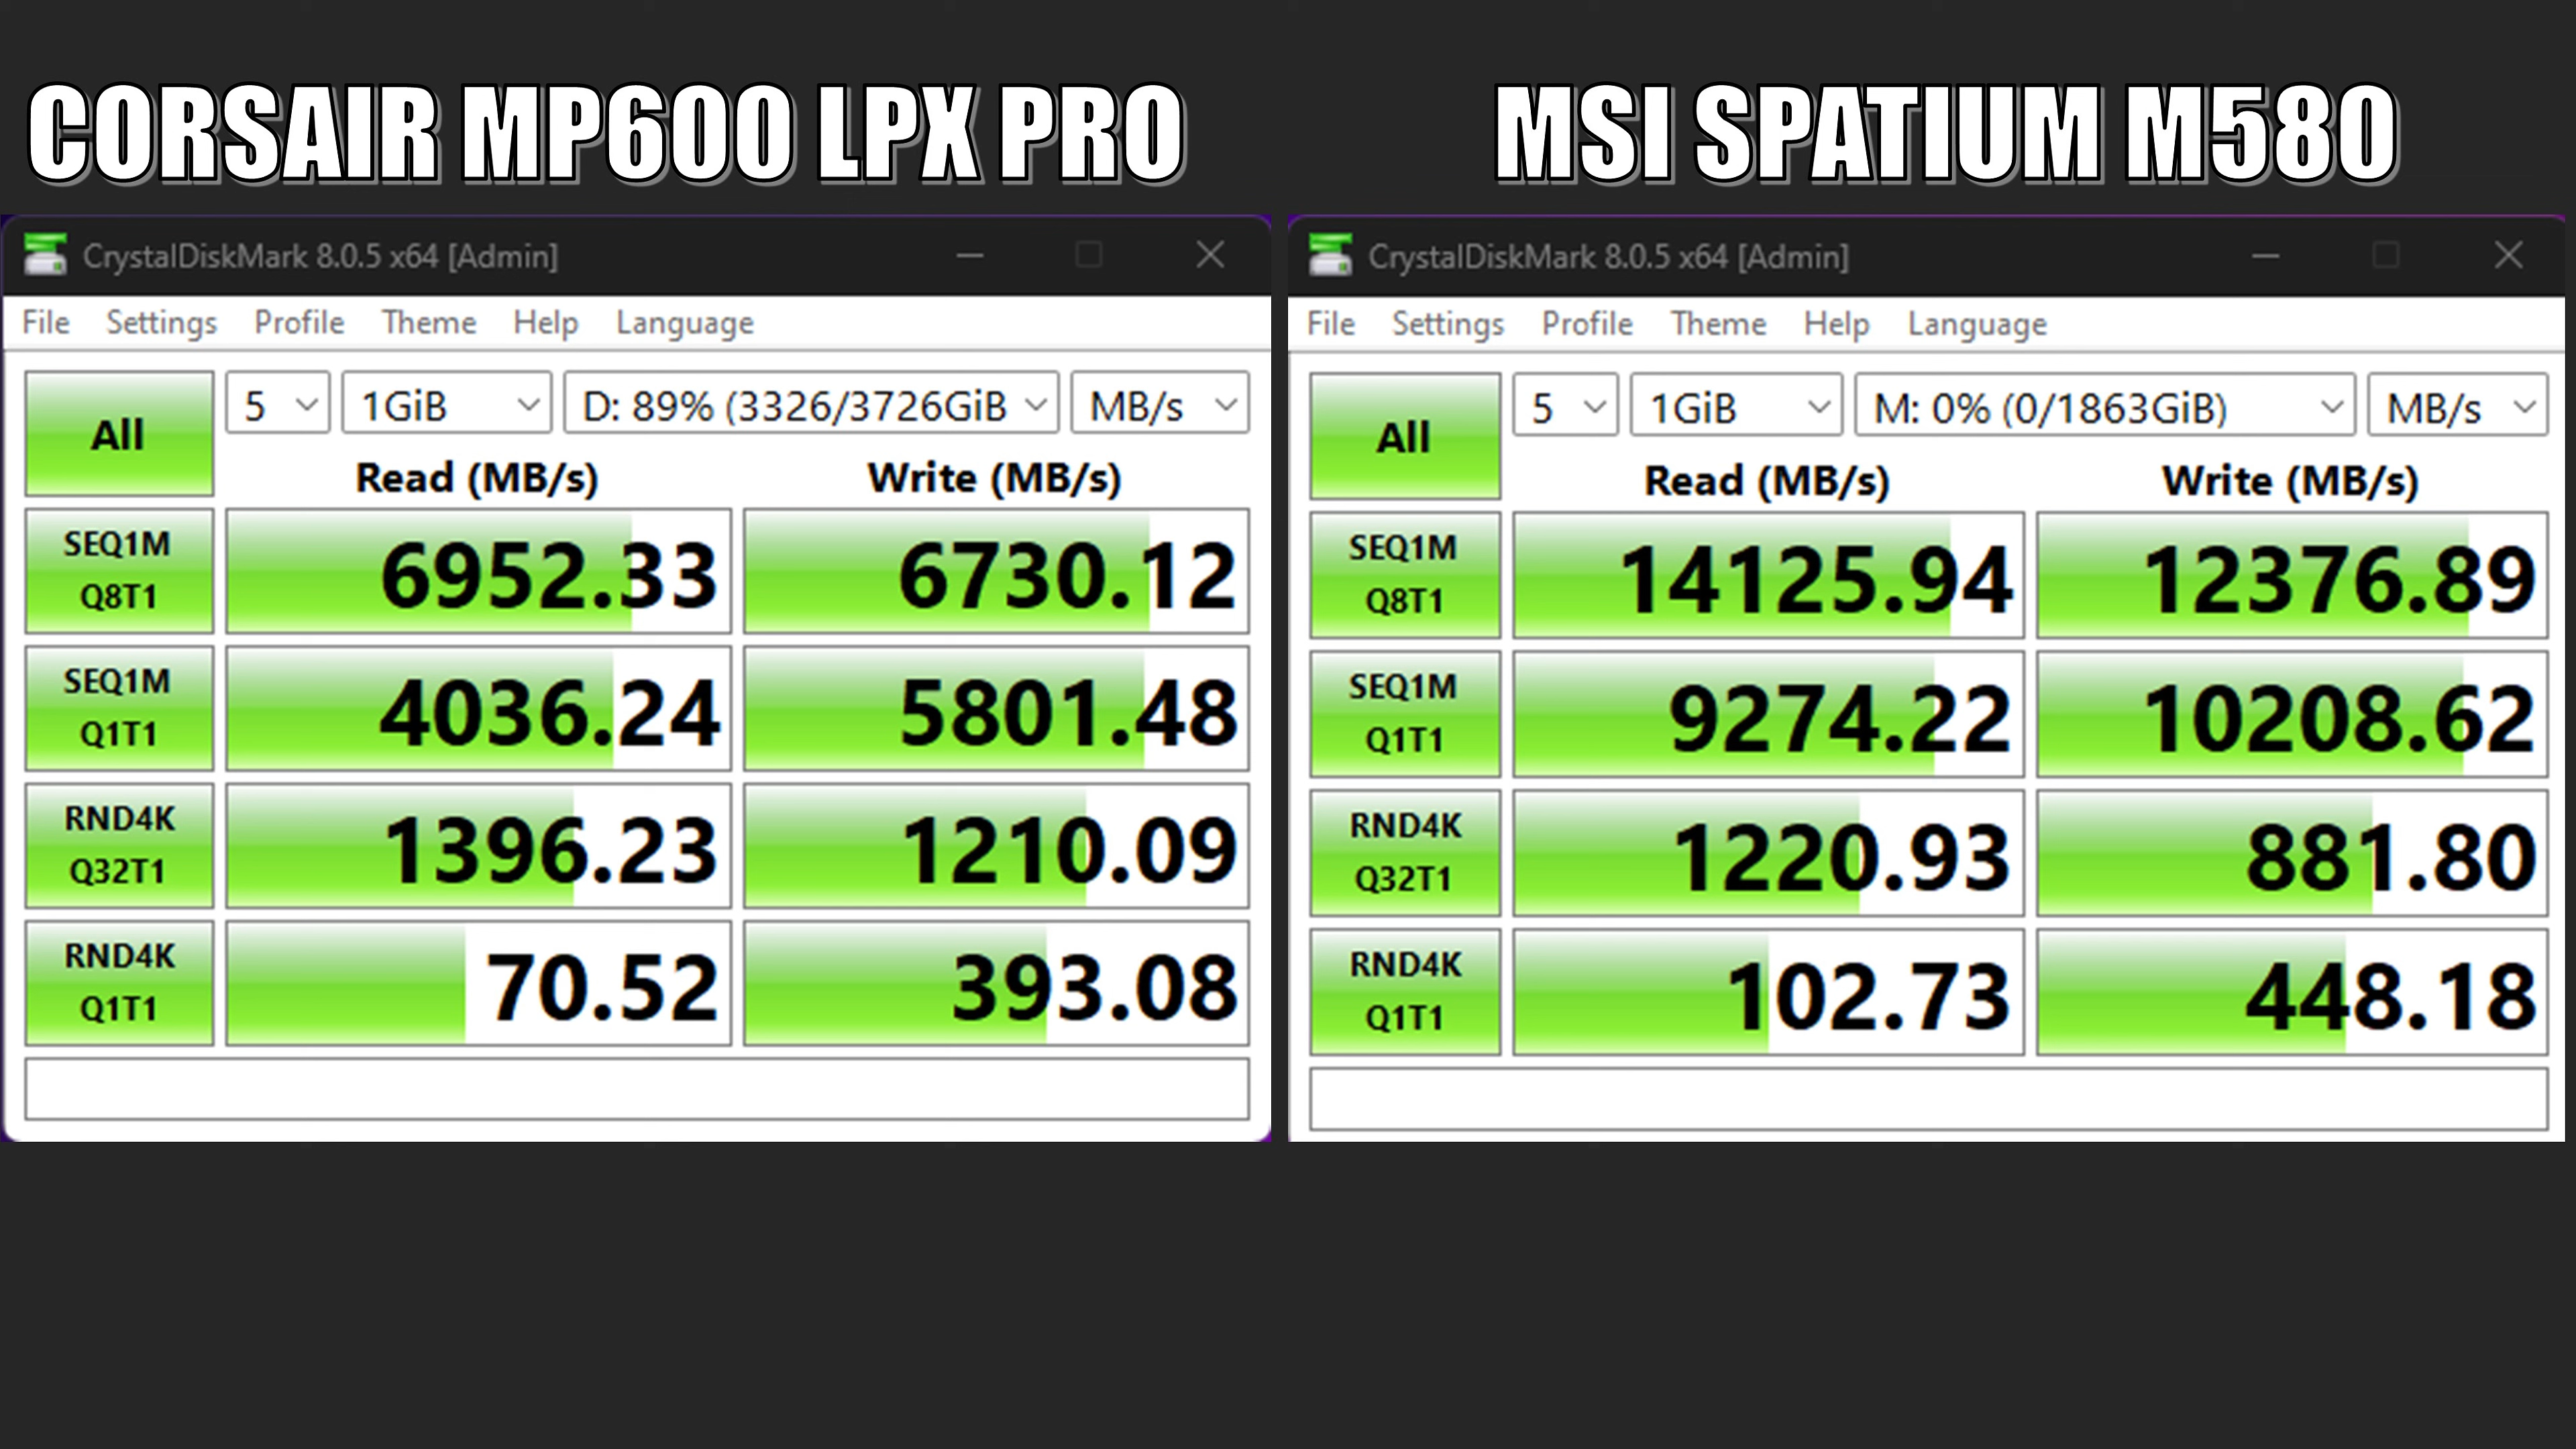 CORSAIR MP600 LPX PRO
CrystalDiskMark 8.0.5 x64 [Admin]
File Settings Profile Theme Help Language
All 5 1GiB D: 89% (3326/3726GiB MB/s
Read (MB/s) Write (MB/s)
SEQ1M
Q8T1
6952.33 6730.12
SEQ1M
Q1T1
4036.24 5801.48
RND4K
Q32T1
1396.23 1210.09
RND4K
Q1T1
70.52 393.08
MSI SPATIUM M580
CrystalDiskMark 8.0.5 x64 [Admin]
File Settings Profile Theme Help Language
All 5 1GiB M: 0% (0/1863GiB) MB/s
Read (MB/s) Write (MB/s)
SEQ1M
Q8T1
14125.94 12376.89
SEQ1M
Q1T1
9274.22 10208.62
RND4K
Q32T1
1220.93 881.80
RND4K
Q1T1
102.73 448.18